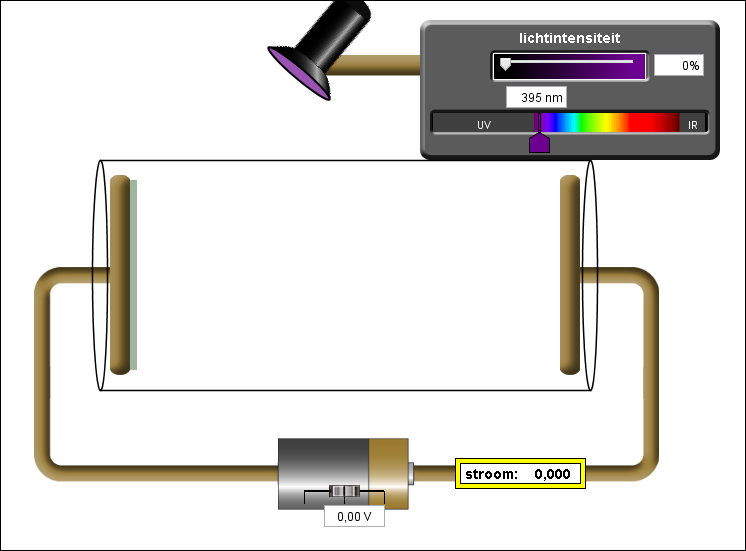 lichtintensiteit
0%
395 nm
UV
IR
stroom: 0,000
0,00 V